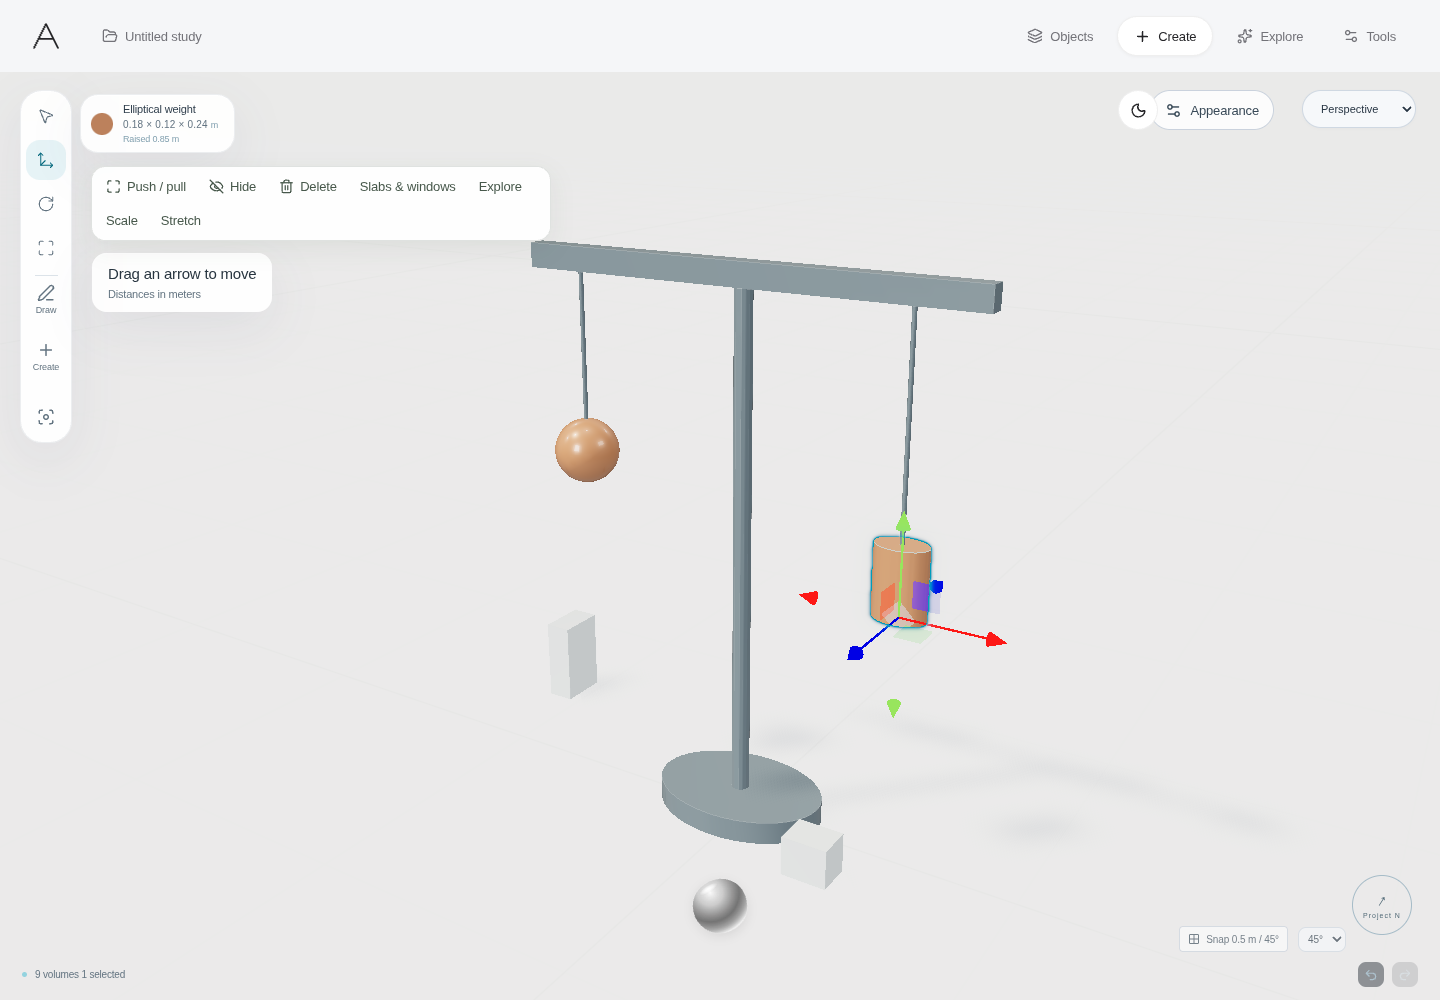 Untitled study
Objects
Create
Explore
Tools
Elliptical weight
0.18 × 0.12 × 0.24 m
Raised 0.85 m
Appearance
Perspective
Push / pull
Hide
Delete
Slabs & windows
Explore
Scale
Stretch
Drag an arrow to move
Distances in meters
Draw
Create
Project N
Snap 0.5 m / 45°
45°
9 volumes 1 selected